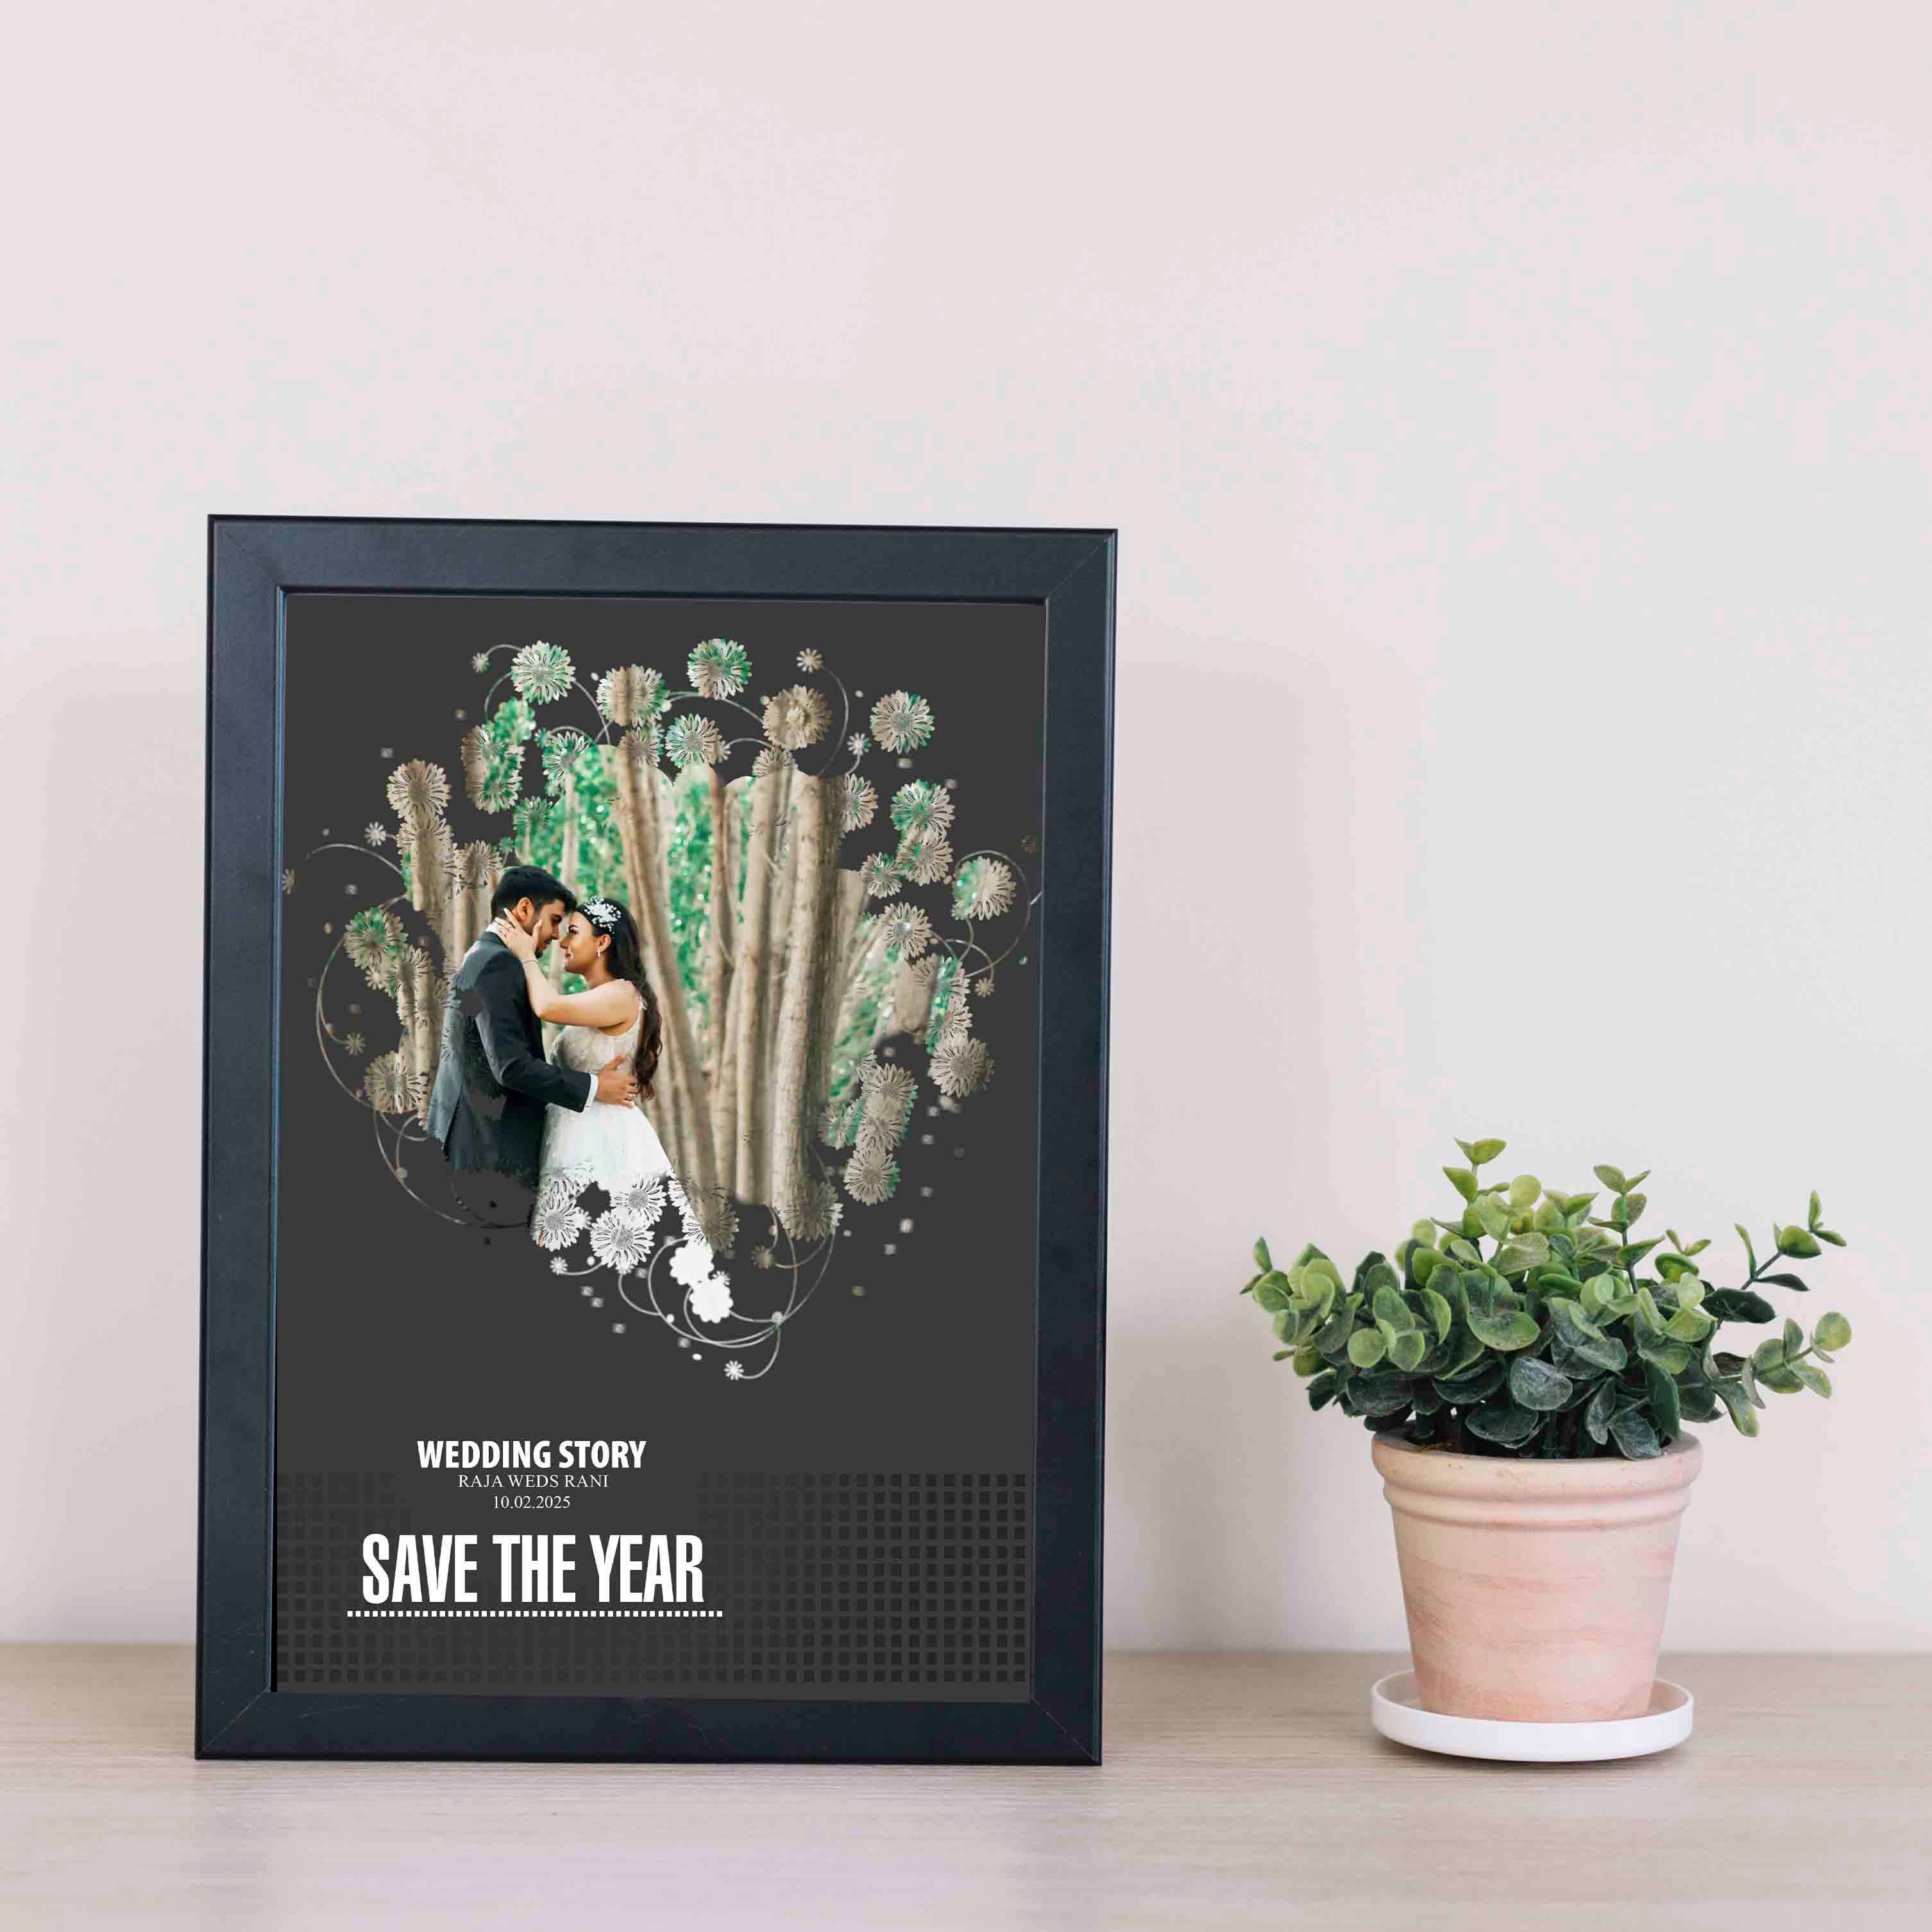 WEDDING STORY
RAJA WEDS RANI
10.02.2025
SAVE THE YEAR